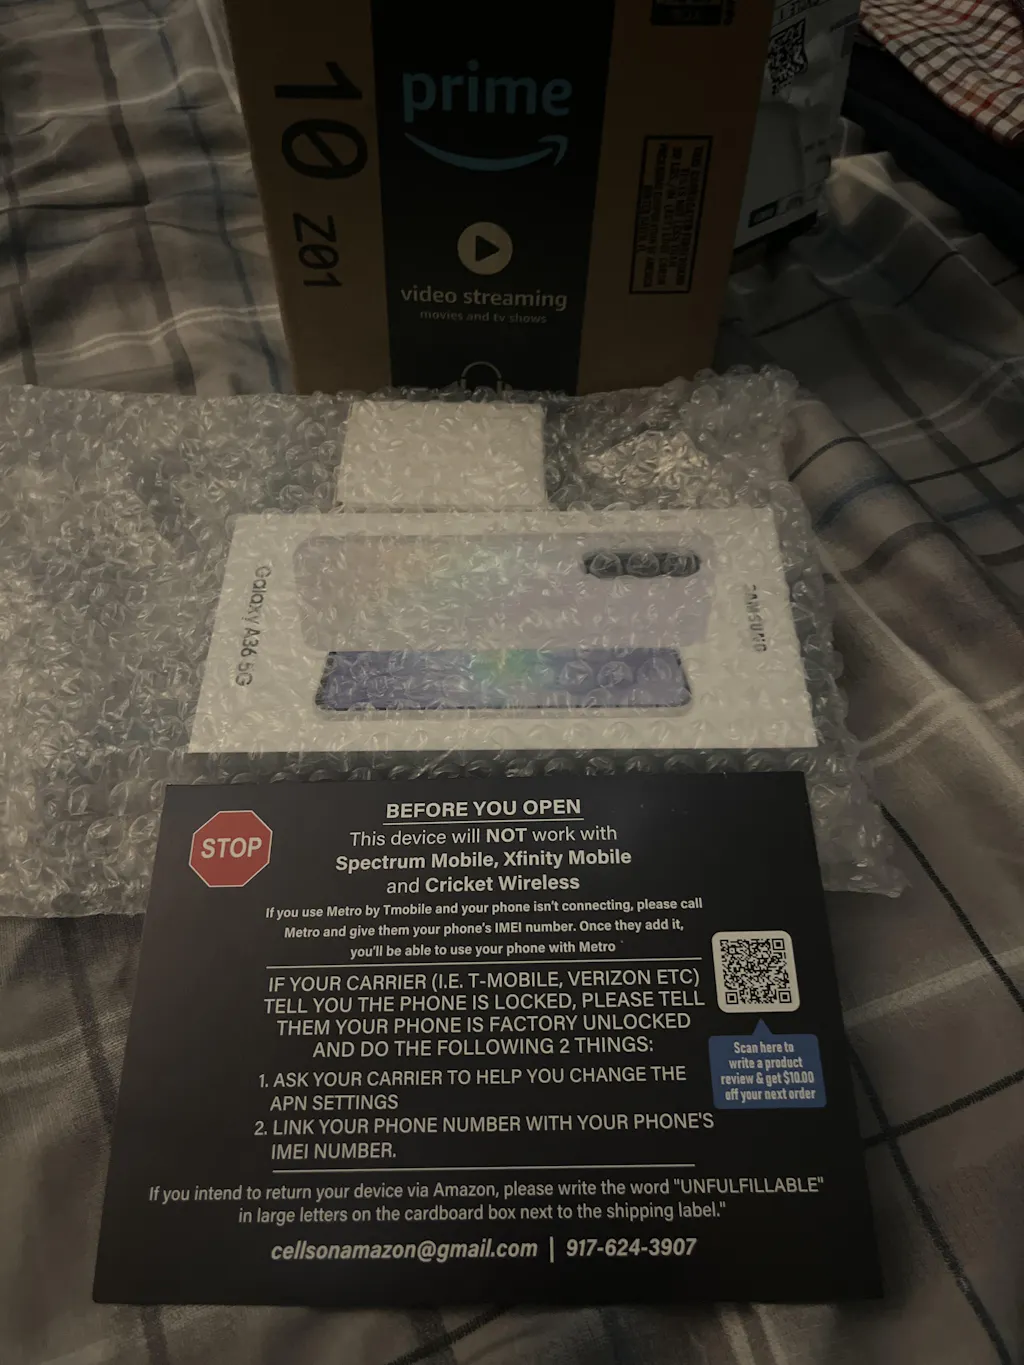 prime
10
Z01
video streaming
movies and tv shows
Galaxy A36 5G
SAMSUNG
STOP
BEFORE YOU OPEN
This device will NOT work with
Spectrum Mobile, Xfinity Mobile
and Cricket Wireless
If you use Metro by Tmobile and your phone isn't connecting, please call
Metro and give them your phone's IMEI number. Once they add it,
you'll be able to use your phone with Metro
IF YOUR CARRIER (I.E. T-MOBILE, VERIZON ETC)
TELL YOU THE PHONE IS LOCKED, PLEASE TELL
THEM YOUR PHONE IS FACTORY UNLOCKED
AND DO THE FOLLOWING 2 THINGS:
1. ASK YOUR CARRIER TO HELP YOU CHANGE THE
APN SETTINGS
2. LINK YOUR PHONE NUMBER WITH YOUR PHONE'S
IMEI NUMBER.
Scan here to
write a product
review & get $10.00
off your next order
If you intend to return your device via Amazon, please write the word "UNFULFILLABLE"
in large letters on the cardboard box next to the shipping label."
cellsonamazon@gmail.com | 917-624-3907